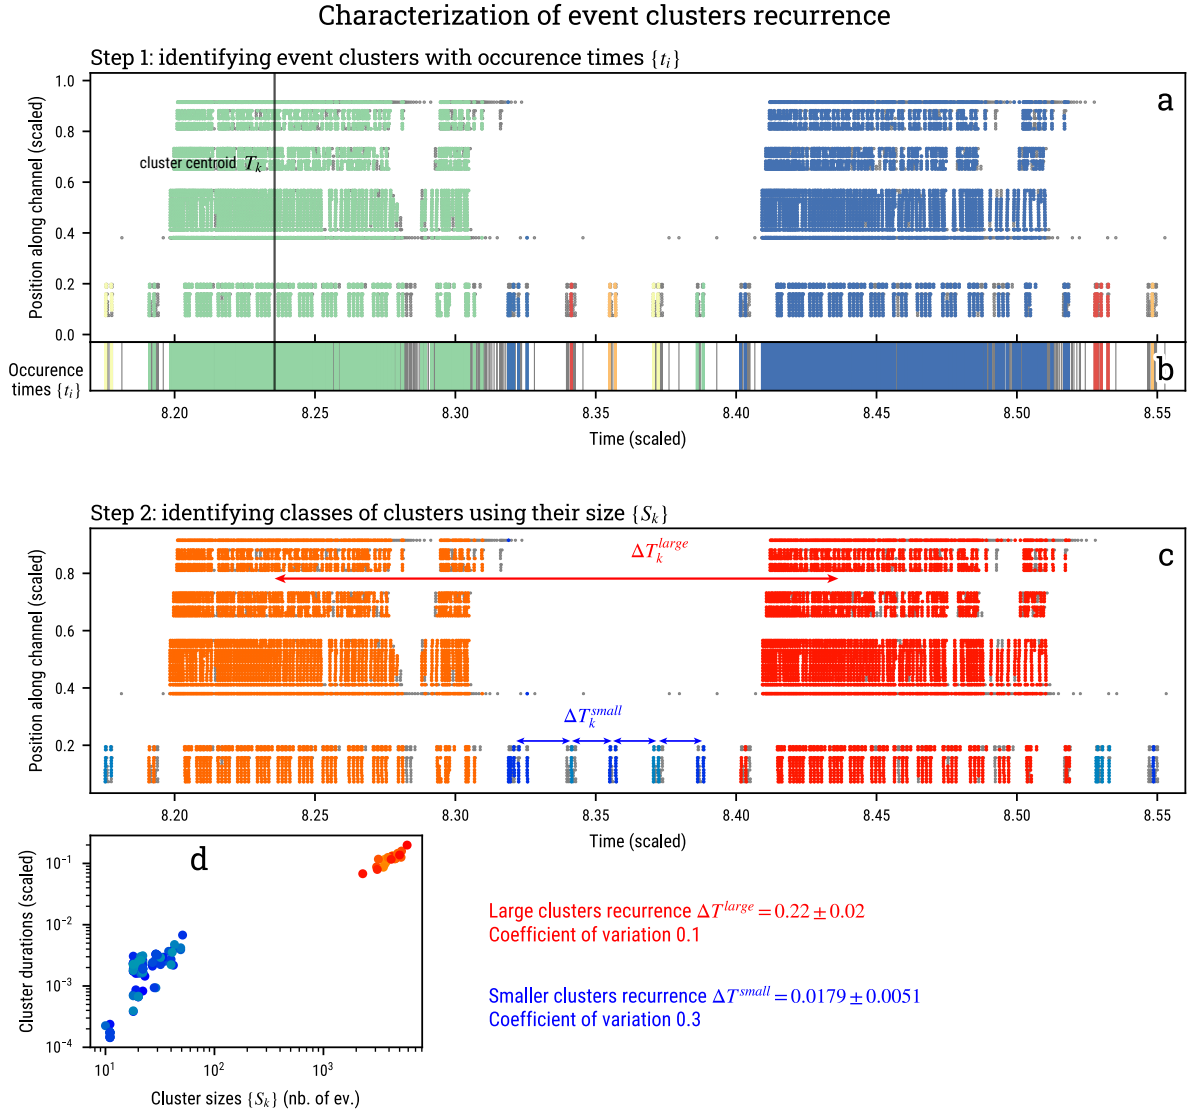 Characterization of event clusters recurrence
Step 1: identifying event clusters with occurence times {t_i}
Position along channel (scaled)
1.0
0.8
0.6
0.4
0.2
0.0
a
cluster centroid T_k
Occurence
times {t_i}
b
8.20 8.25 8.30 8.35 8.40 8.45 8.50 8.55
Time (scaled)
Step 2: identifying classes of clusters using their size {S_k}
Position along channel (scaled)
0.8
0.6
0.4
0.2
c
ΔT_k^{large}
ΔT_k^{small}
8.20 8.25 8.30 8.35 8.40 8.45 8.50 8.55
Time (scaled)
Cluster durations (scaled)
10^{-1}
10^{-2}
10^{-3}
10^{-4}
d
10^1 10^2 10^3
Cluster sizes {S_k} (nb. of ev.)
Large clusters recurrence ΔT^{large} = 0.22 ± 0.02
Coefficient of variation 0.1
Smaller clusters recurrence ΔT^{small} = 0.0179 ± 0.0051
Coefficient of variation 0.3